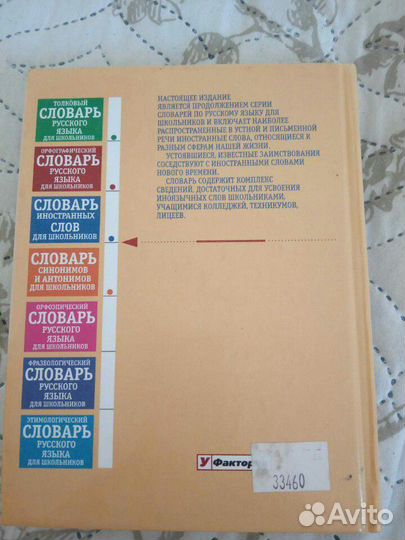 ТОЛКОВЫЙ
СЛОВАРЬ
РУССКОГО
ЯЗЫКА
ДЛЯ ШКОЛЬНИКОВ
ОРФОГРАФИЧЕСКИЙ
СЛОВАРЬ
РУССКОГО
ЯЗЫКА
ДЛЯ ШКОЛЬНИКОВ
СЛОВАРЬ
ИНОСТРАННЫХ
СЛОВ
ДЛЯ ШКОЛЬНИКОВ
СЛОВАРЬ
СИНОНИМОВ
И АНТОНИМОВ
ДЛЯ ШКОЛЬНИКОВ
ОРФОЭПИЧЕСКИЙ
СЛОВАРЬ
РУССКОГО
ЯЗЫКА
ДЛЯ ШКОЛЬНИКОВ
ФРАЗЕОЛОГИЧЕСКИЙ
СЛОВАРЬ
РУССКОГО
ЯЗЫКА
ДЛЯ ШКОЛЬНИКОВ
ЭТИМОЛОГИЧЕСКИЙ
СЛОВАРЬ
РУССКОГО
ЯЗЫКА
ДЛЯ ШКОЛЬНИКОВ
НАСТОЯЩЕЕ ИЗДАНИЕ
ЯВЛЯЕТСЯ ПРОДОЛЖЕНИЕМ СЕРИИ
СЛОВАРЕЙ ПО РУССКОМУ ЯЗЫКУ ДЛЯ
ШКОЛЬНИКОВ И ВКЛЮЧАЕТ НАИБОЛЕЕ
РАСПРОСТРАНЕННЫЕ В УСТНОЙ И ПИСЬМЕННОЙ
РЕЧИ ИНОСТРАННЫЕ СЛОВА, ОТНОСЯЩИЕСЯ К
РАЗНЫМ СФЕРАМ НАШЕЙ ЖИЗНИ.
УСТОЯВШИЕСЯ, ИЗВЕСТНЫЕ ЗАИМСТВОВАНИЯ
СОСЕДСТВУЮТ С ИНОСТРАННЫМИ СЛОВАМИ
НОВОГО ВРЕМЕНИ.
СЛОВАРЬ СОДЕРЖИТ КОМПЛЕКС
СВЕДЕНИЙ, ДОСТАТОЧНЫХ ДЛЯ УСВОЕНИЯ
ИНОЯЗЫЧНЫХ СЛОВ ШКОЛЬНИКАМИ,
УЧАЩИМИСЯ КОЛЛЕДЖЕЙ, ТЕХНИКУМОВ,
ЛИЦЕЕВ.
У Фактор
33460
Avito